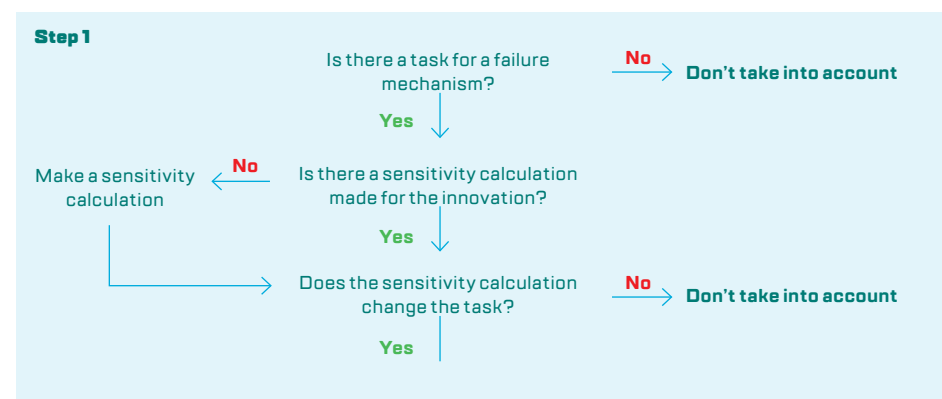 Step 1
Is there a task for a failure
mechanism?
No
Don't take into account
Yes
Make a sensitivity
calculation
No
Is there a sensitivity calculation
made for the innovation?
Yes
Does the sensitivity calculation
change the task?
No
Don't take into account
Yes